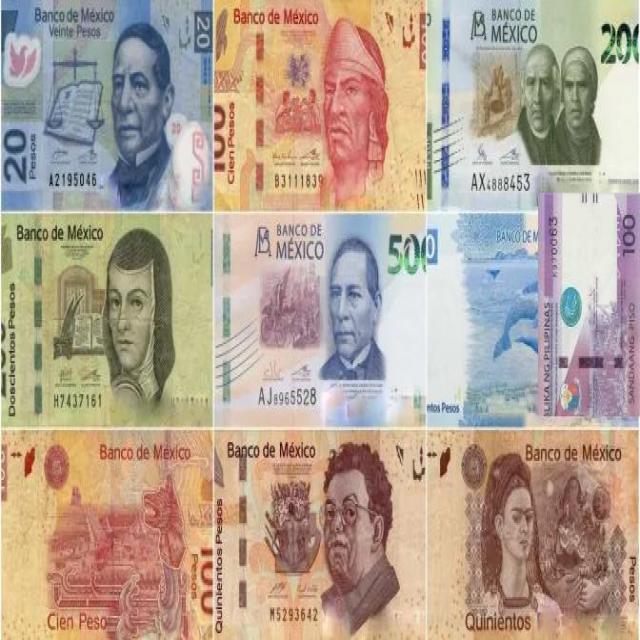 Banco de México
Veinte Pesos
20
20
Pesos
20
A2195046
Banco de México
100
Cien Pesos
B3111839
BANCO DE
MÉXICO
200
AX4888453
Banco de México
Doscientos Pesos
H7437161
BANCO DE
MÉXICO
500
AJ8965528
BANCO DE M
ntos Pesos
100
LIKA NG PILIPINAS
SANDAANG PISO
Banco de México
Cien Peso
100
Pesos
Banco de México
Quinientos Pesos
M5293642
Banco de México
Quinientos
Pesos